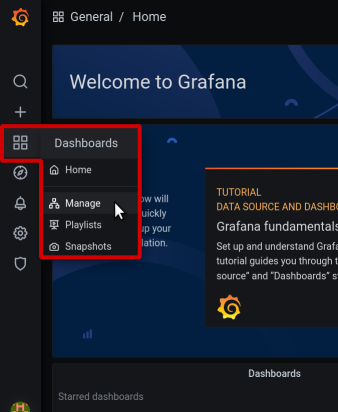 General / Home
Welcome to Grafana
Dashboards
Home
Manage
Playlists
Snapshots
ow will
uickly
up your
lation.
TUTORIAL
DATA SOURCE AND DASHBO
Grafana fundamentals
Set up and understand Grafa
tutorial guides you through t
source” and “Dashboards” s
Dashboards
Starred dashboards